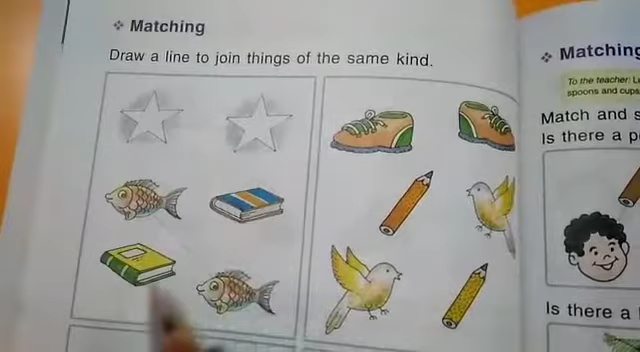 ❖ Matching
Draw a line to join things of the same kind.
❖ Matching
To the teacher:
spoons and cups
Match and
Is there a
Is there a